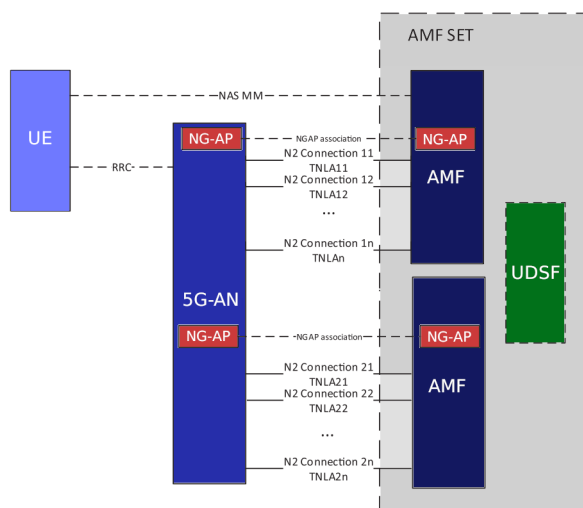 AMF SET
NAS MM
UE
NG-AP
NGAP association
NG-AP
N2 Connection 11
TNLA11
RRC
AMF
N2 Connection 12
TNLA12
...
N2 Connection 1n
TNLAn
UDSF
5G-AN
NG-AP
NGAP association
NG-AP
N2 Connection 21
TNLA21
AMF
N2 Connection 22
TNLA22
...
N2 Connection 2n
TNLA2n